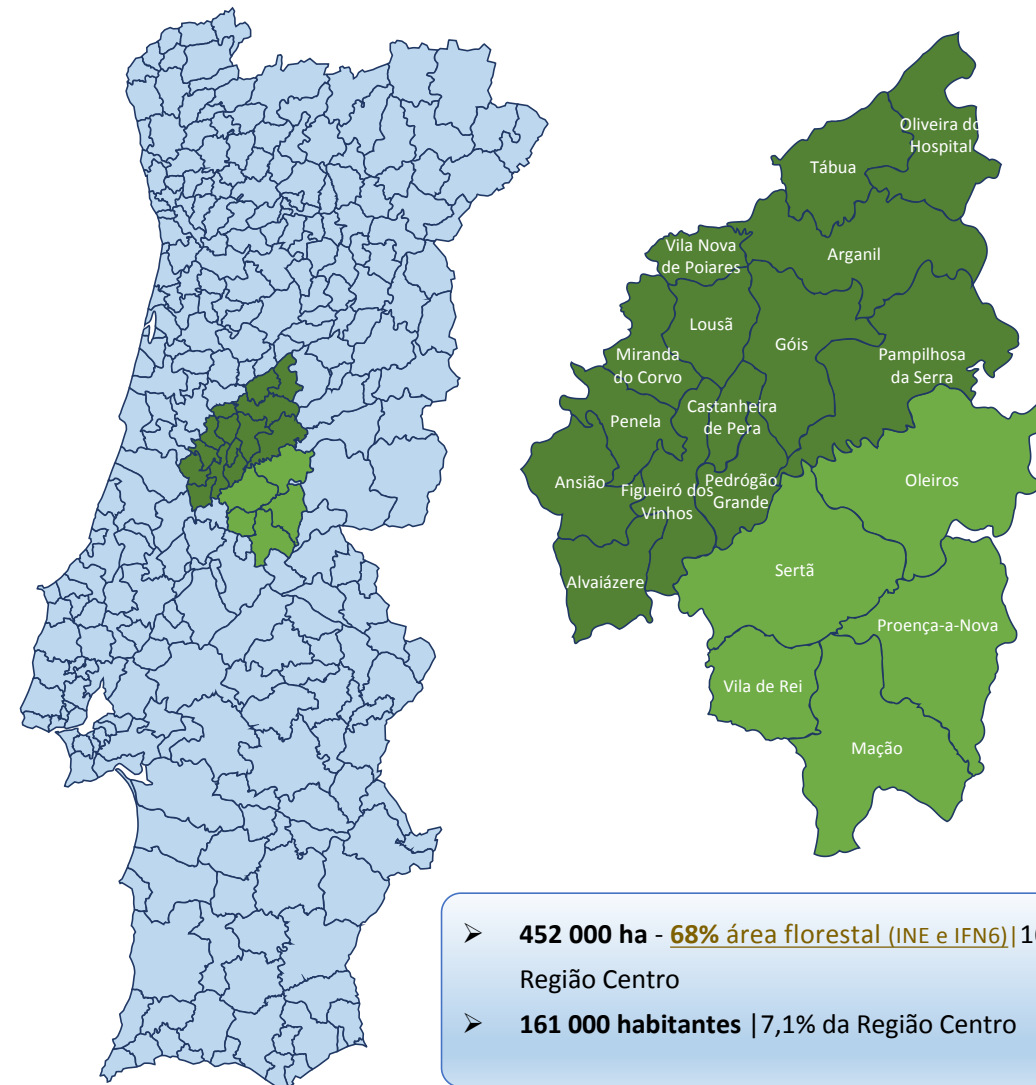 Oliveira do
Hospital
Tábua
Vila Nova
de Poiares
Arganil
Lousã
Góis
Miranda
do Corvo
Pampilhosa
da Serra
Castanheira
de Pera
Penela
Ansião
Figueiró dos
Vinhos
Pedrógão
Grande
Oleiros
Alvaiázere
Sertã
Proença-a-Nova
Vila de Rei
Mação
➢ 452 000 ha - 68% área florestal (INE e IFN6)|
Região Centro
➢ 161 000 habitantes |7,1% da Região Centro